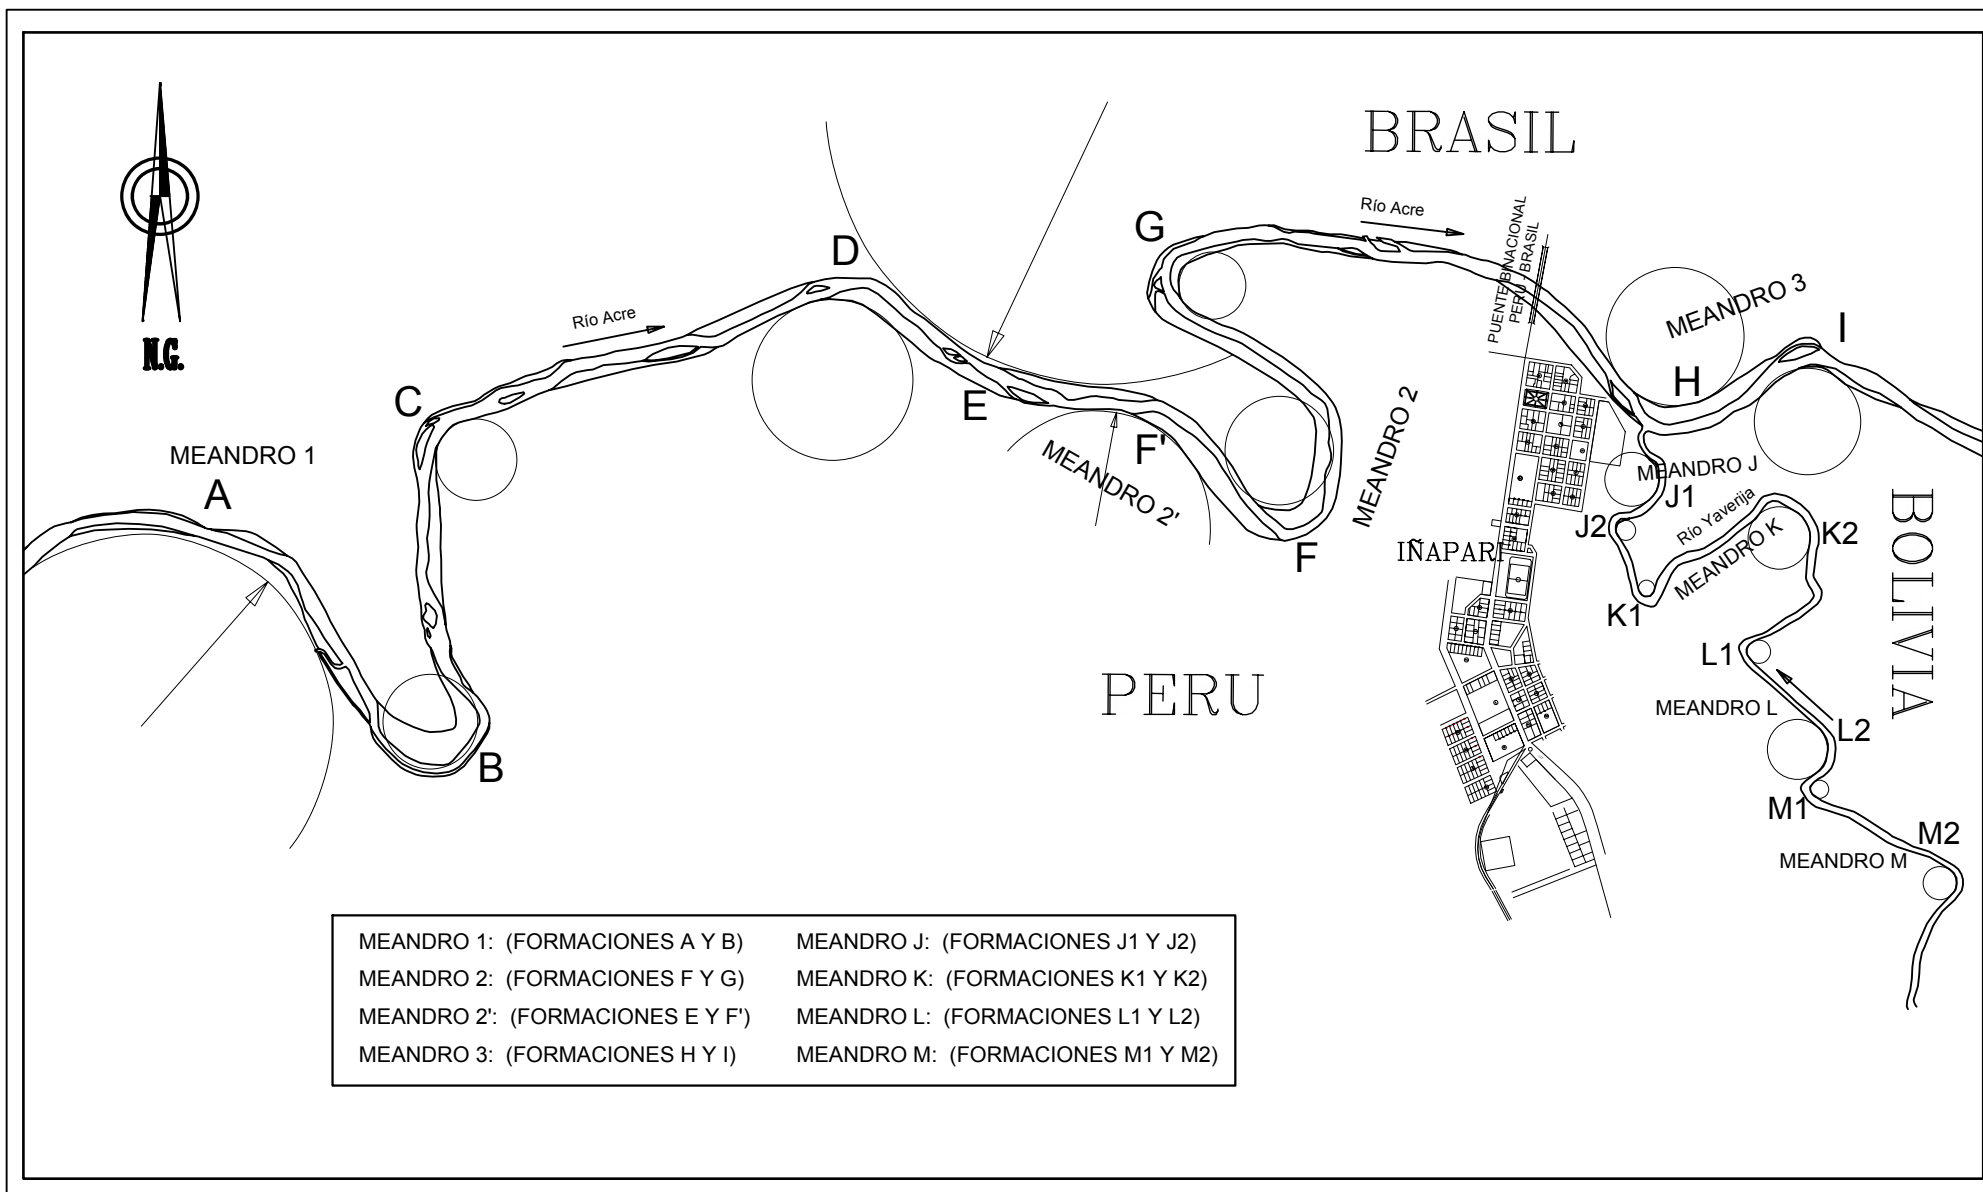 BRASIL
N.G.
Río Acre
Río Acre
PUENTE BINACIONAL
PERU - BRASIL
MEANDRO 1
A
B
C
D
E
F'
MEANDRO 2'
F
G
MEANDRO 2
MEANDRO 3
H
I
MEANDRO J
J1
J2
Río Yaverija
MEANDRO K
K1
K2
IÑAPARI
PERU
BOLIVIA
L1
MEANDRO L
L2
M1
M2
MEANDRO M
MEANDRO 1: (FORMACIONES A Y B)
MEANDRO 2: (FORMACIONES F Y G)
MEANDRO 2': (FORMACIONES E Y F')
MEANDRO 3: (FORMACIONES H Y I)
MEANDRO J: (FORMACIONES J1 Y J2)
MEANDRO K: (FORMACIONES K1 Y K2)
MEANDRO L: (FORMACIONES L1 Y L2)
MEANDRO M: (FORMACIONES M1 Y M2)